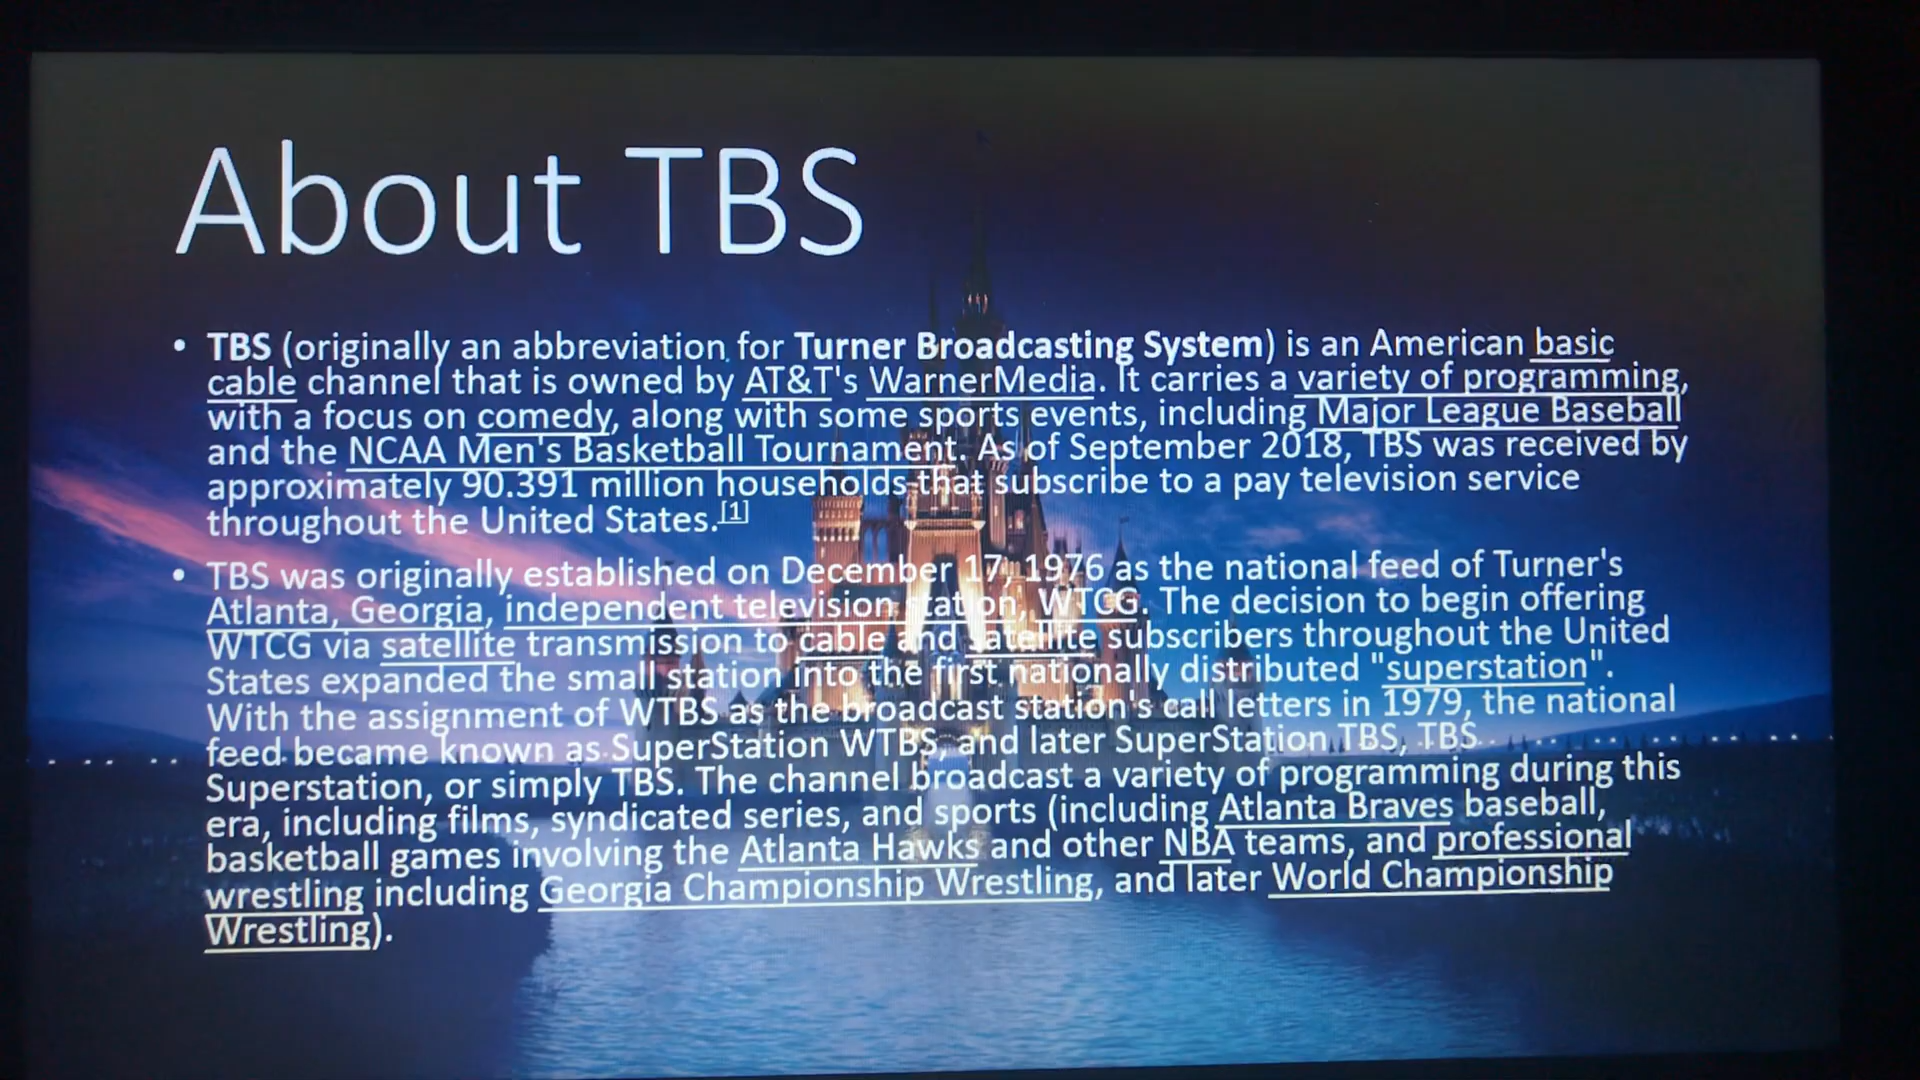 About TBS
• TBS (originally an abbreviation for Turner Broadcasting System) is an American basic
cable channel that is owned by AT&T's WarnerMedia. It carries a variety of programming,
with a focus on comedy, along with some sports events, including Major League Baseball
and the NCAA Men's Basketball Tournament. As of September 2018, TBS was received by
approximately 90.391 million households that subscribe to a pay television service
throughout the United States.[1]
• TBS was originally established on December 17, 1976 as the national feed of Turner's
Atlanta, Georgia, independent television station, WTCG. The decision to begin offering
WTCG via satellite transmission to cable and satellite subscribers throughout the United
States expanded the small station into the first nationally distributed "superstation".
With the assignment of WTBS as the broadcast station's call letters in 1979, the national
feed became known as SuperStation WTBS, and later SuperStation TBS, TBS
Superstation, or simply TBS. The channel broadcast a variety of programming during this
era, including films, syndicated series, and sports (including Atlanta Braves baseball,
basketball games involving the Atlanta Hawks and other NBA teams, and professional
wrestling including Georgia Championship Wrestling, and later World Championship
Wrestling).